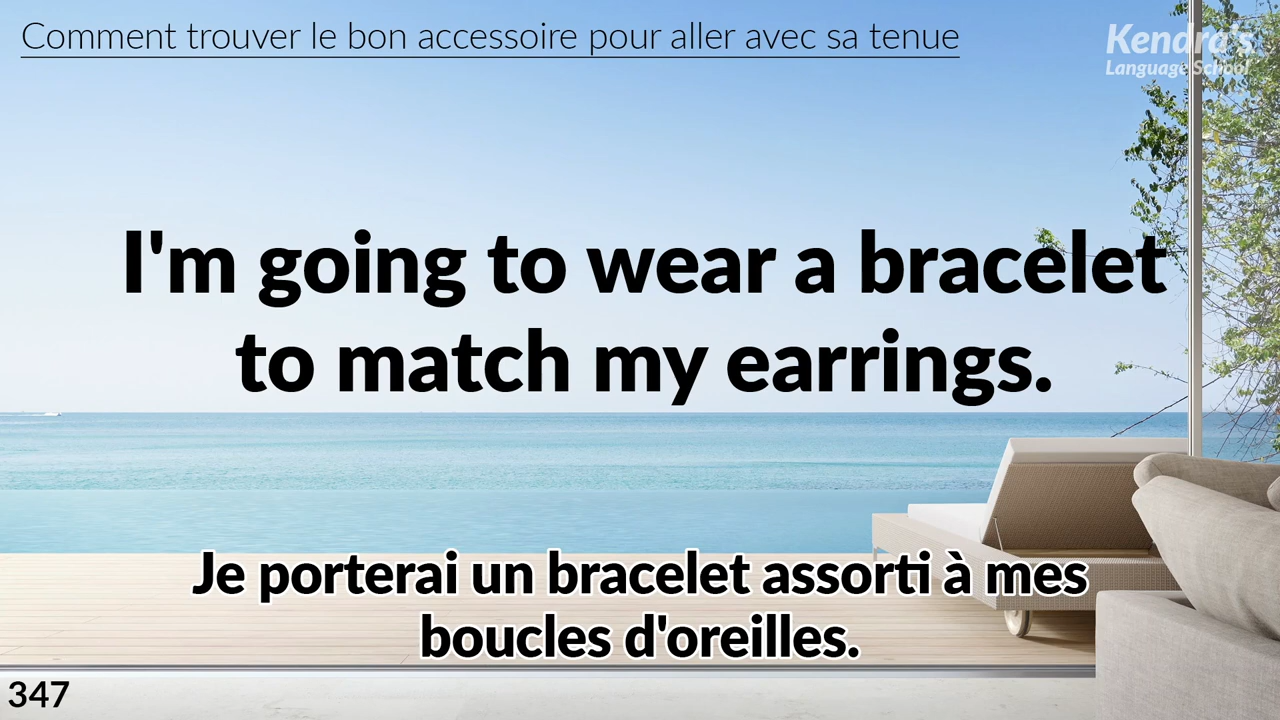 Comment trouver le bon accessoire pour aller avec sa tenue
Kendra's
Language School
I'm going to wear a bracelet
to match my earrings.
Je porterai un bracelet assorti à mes
boucles d'oreilles.
347